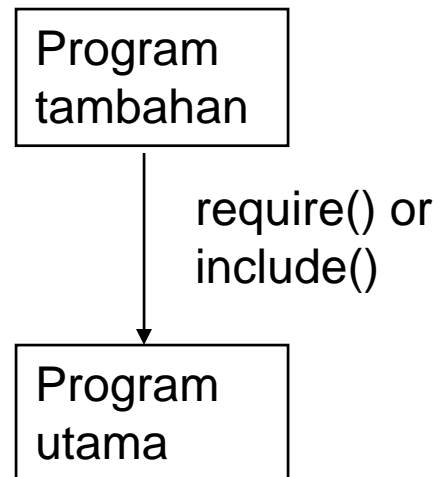 Program
tambahan
require() or
include()
Program
utama